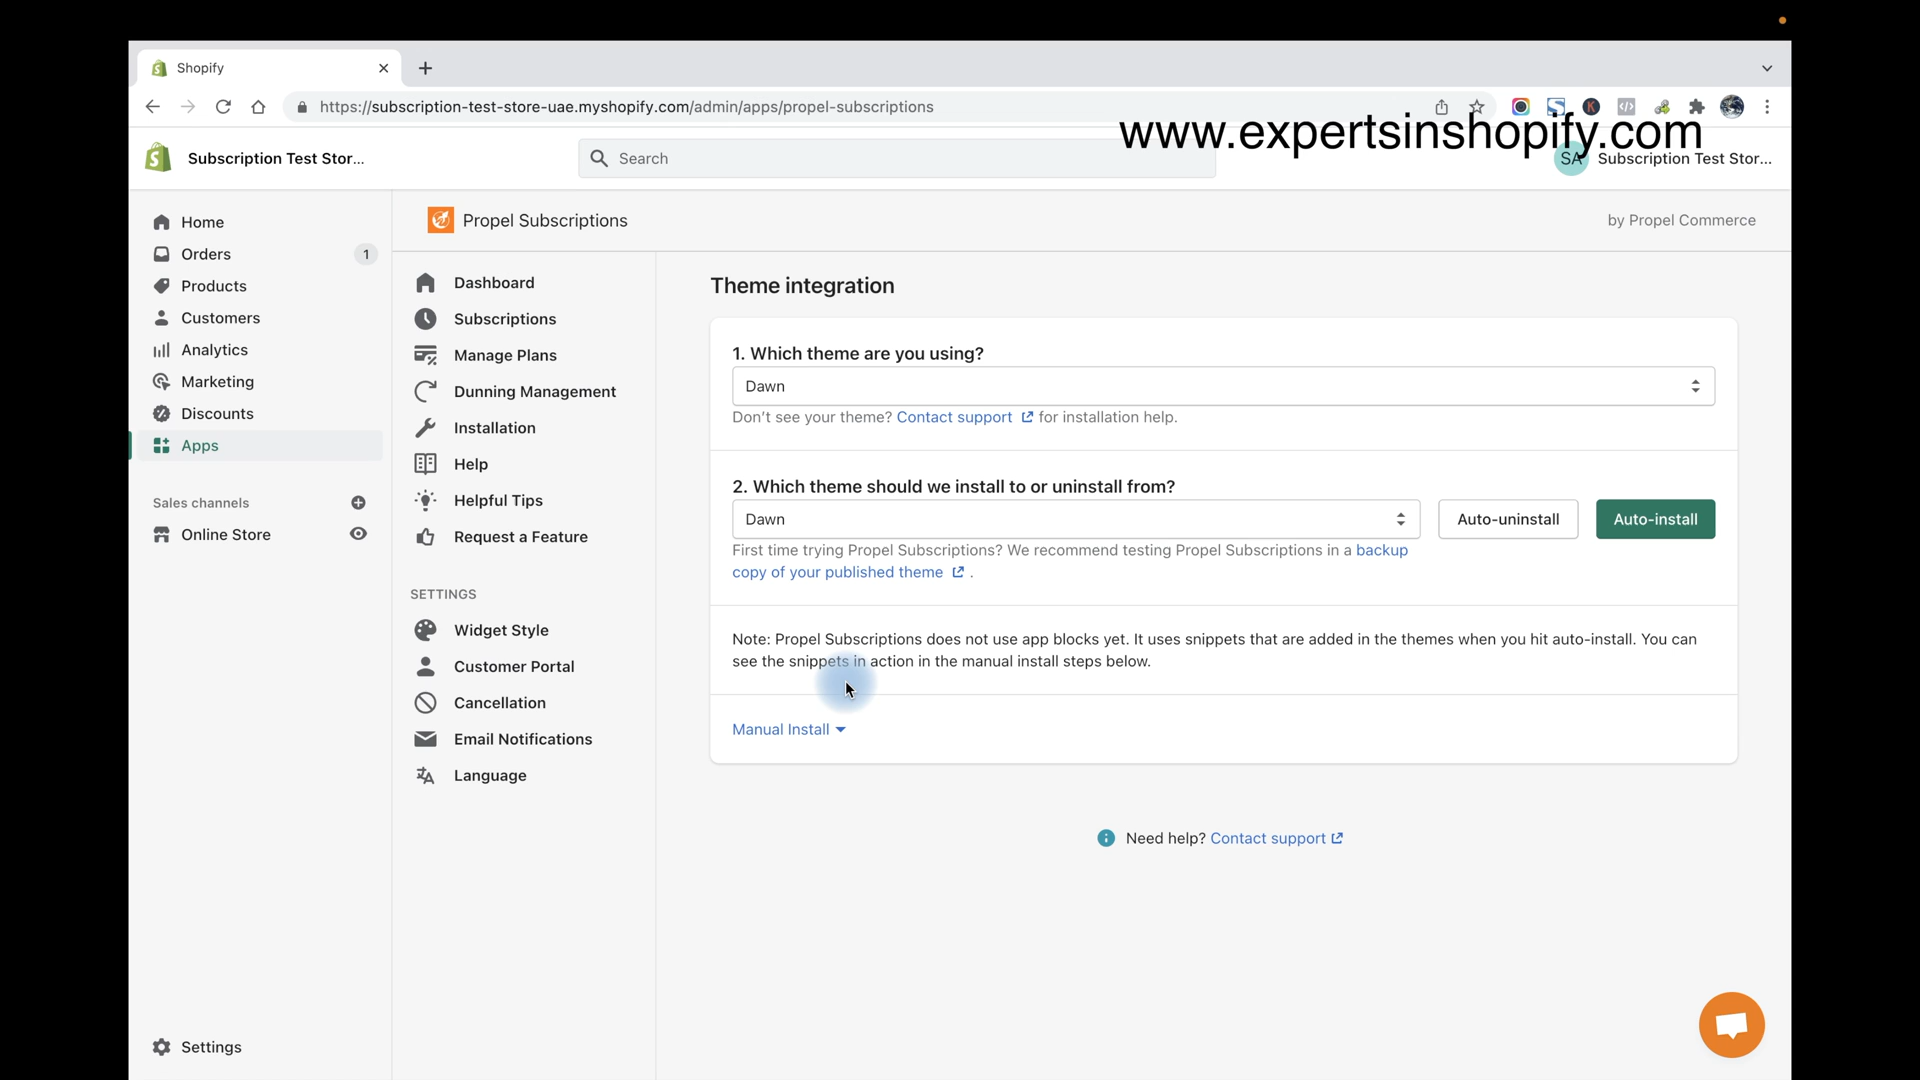 Shopify
https://subscription-test-store-uae.myshopify.com/admin/apps/propel-subscriptions
www.expertsinshopify.com
Subscription Test Stor...
Search
SA
Subscription Test Stor...
Home
Orders
1
Products
Customers
Analytics
Marketing
Discounts
Apps
Sales channels
Online Store
Settings
Propel Subscriptions
by Propel Commerce
Dashboard
Subscriptions
Manage Plans
Dunning Management
Installation
Help
Helpful Tips
Request a Feature
SETTINGS
Widget Style
Customer Portal
Cancellation
Email Notifications
Language
Theme integration
1. Which theme are you using?
Dawn
Don't see your theme? Contact support for installation help.
2. Which theme should we install to or uninstall from?
Dawn
Auto-uninstall
Auto-install
First time trying Propel Subscriptions? We recommend testing Propel Subscriptions in a backup
copy of your published theme .
Note: Propel Subscriptions does not use app blocks yet. It uses snippets that are added in the themes when you hit auto-install. You can
see the snippets in action in the manual install steps below.
Manual Install
Need help? Contact support